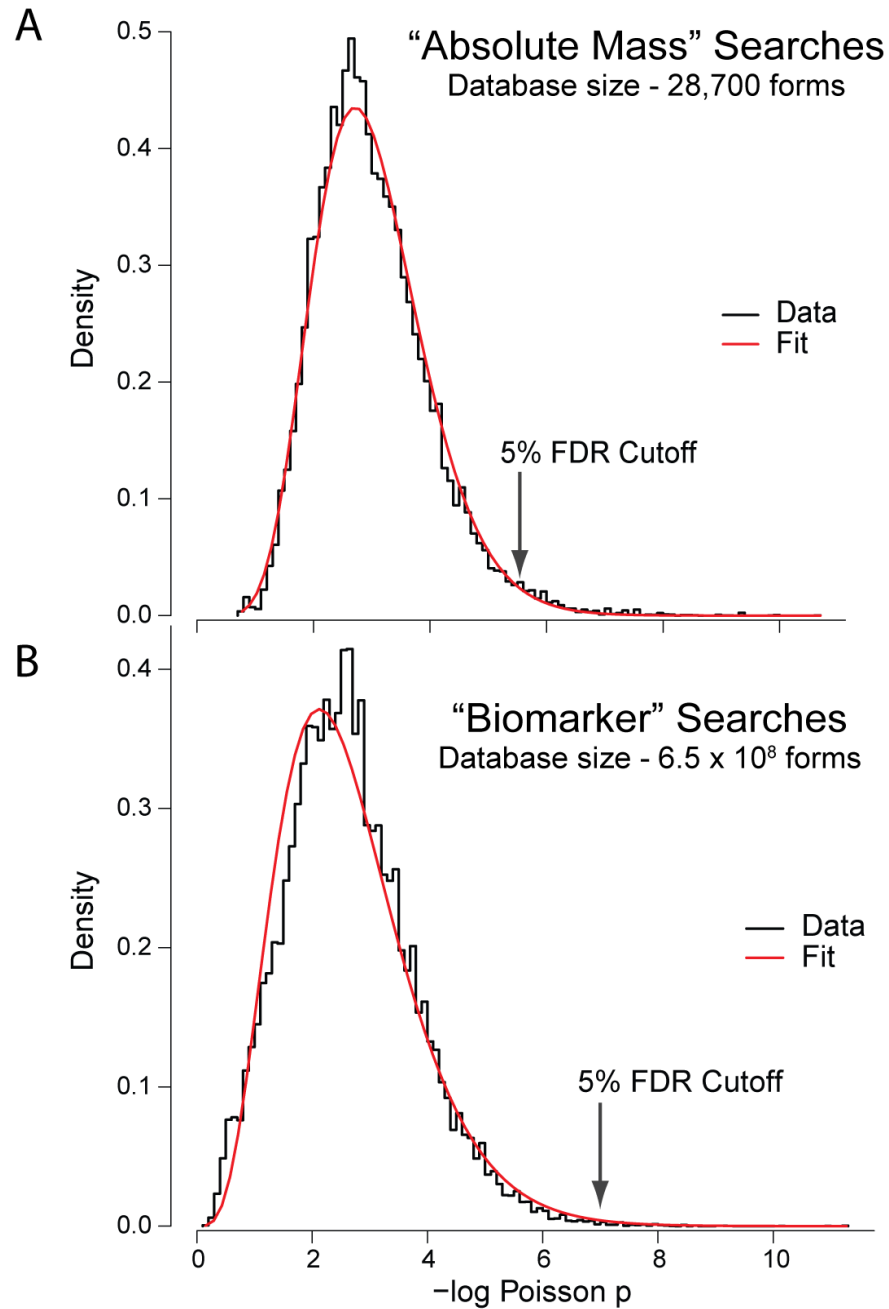 A
“Absolute Mass” Searches
Database size - 28,700 forms
0.5
0.4
0.3
0.2
0.1
0.0
Density
Data
Fit
5% FDR Cutoff
B
“Biomarker” Searches
Database size - 6.5 x 10⁸ forms
0.4
0.3
0.2
0.1
0.0
Density
Data
Fit
5% FDR Cutoff
0 2 4 6 8 10
−log Poisson p